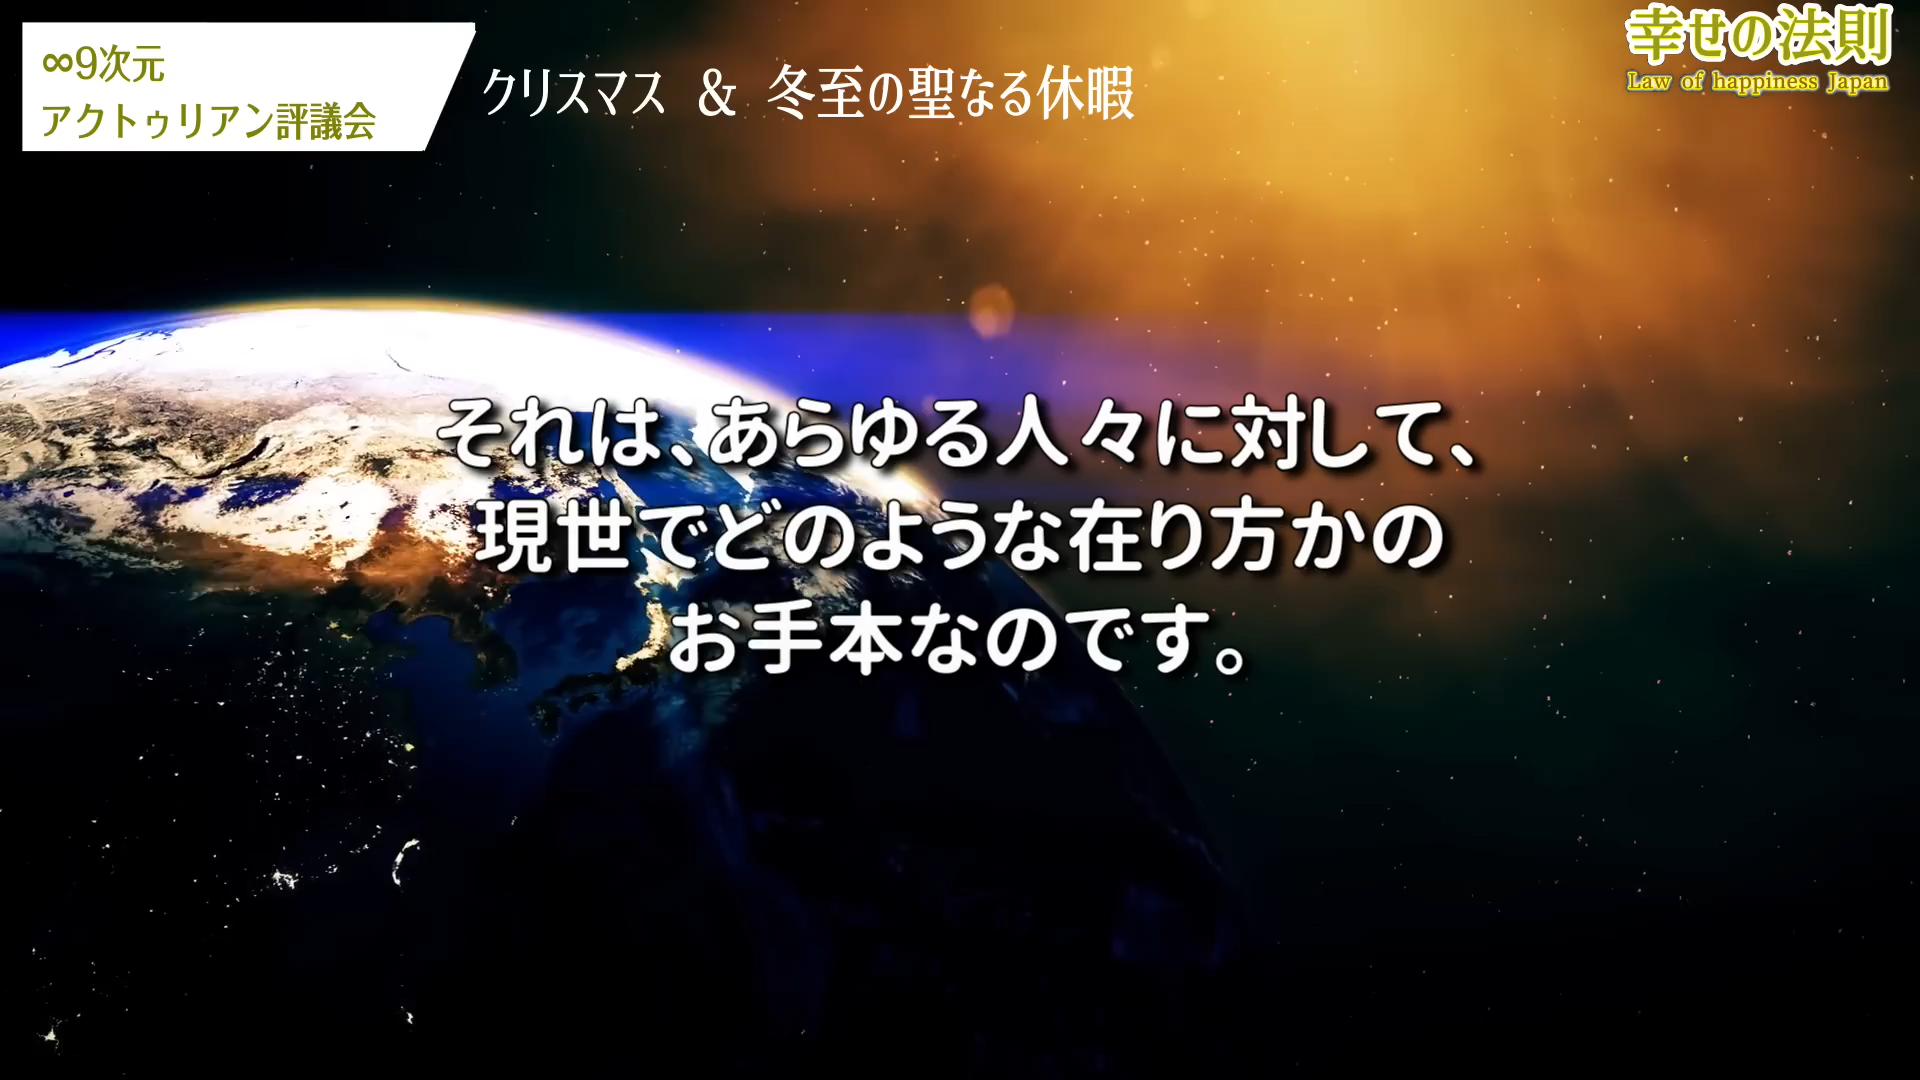 ∞9次元
アクトゥリアン評議会
クリスマス ＆ 冬至の聖なる休暇
幸せの法則
Law of happiness Japan
それは、あらゆる人々に対して、
現世でどのような在り方かの
お手本なのです。